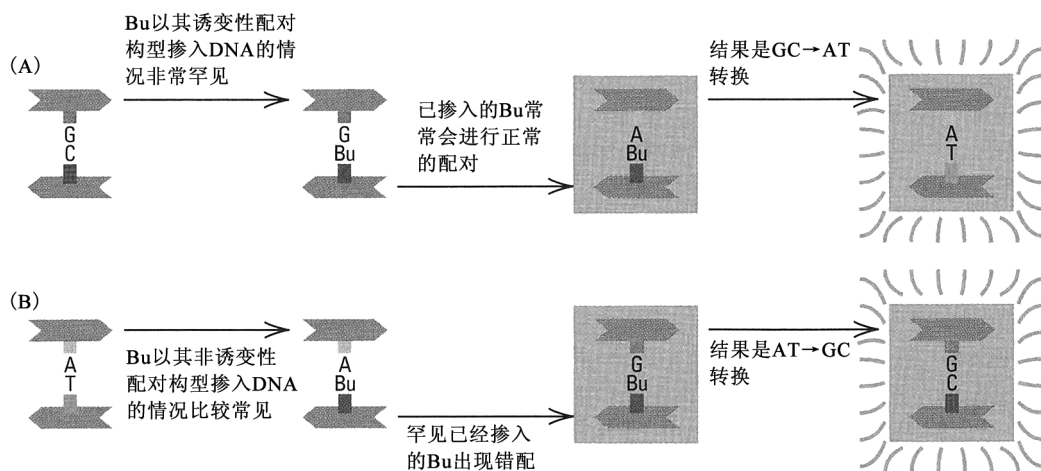 (A)
Bu以其诱变性配对
构型掺入DNA的情
况非常罕见
G
C
G
Bu
已掺入的Bu常
常会进行正常
的配对
A
Bu
结果是GC→AT
转换
A
T
(B)
A
T
Bu以其非诱变性
配对构型掺入DNA
的情况比较常见
A
Bu
罕见已经掺入
的Bu出现错配
G
Bu
结果是AT→GC
转换
G
C